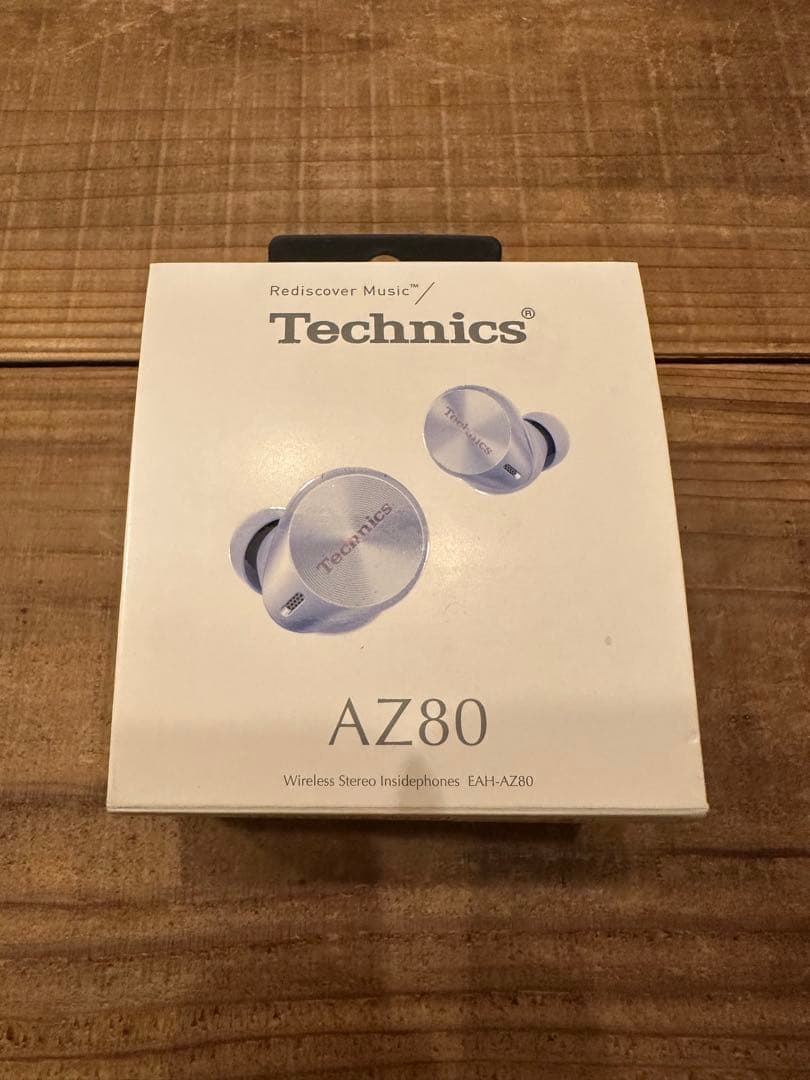 Rediscover Music™/
Technics®
Technics
Technics
AZ80
Wireless Stereo Insidephones EAH-AZ80